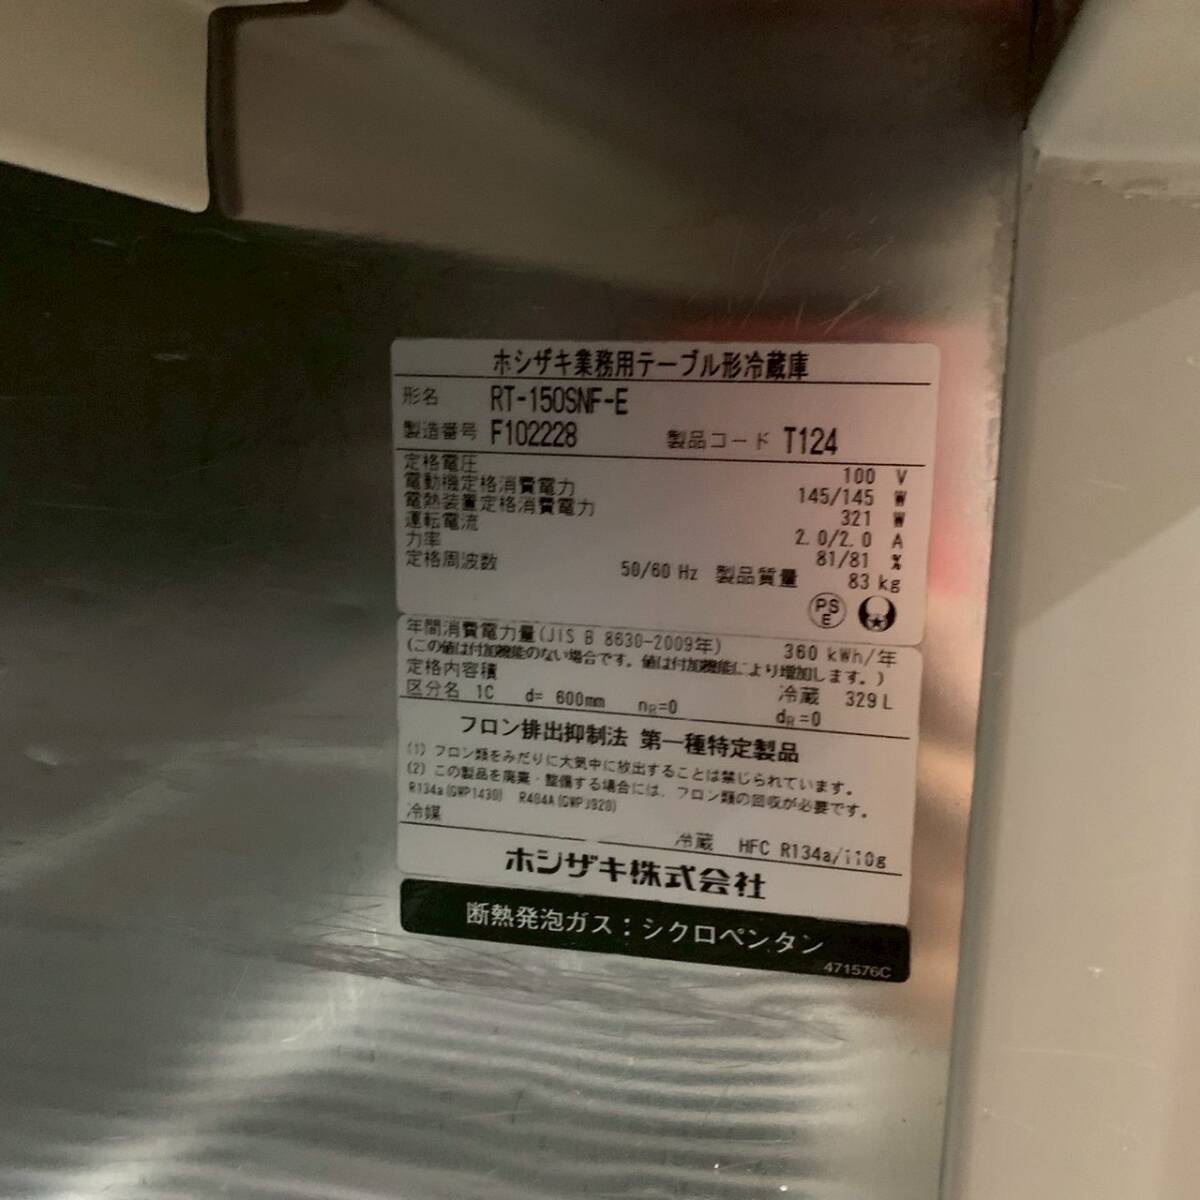 ホシザキ業務用テーブル形冷蔵庫
形名 RT-150SNF-E
製造番号 F102228 製品コード T124
定格電圧 100 V
電動機定格消費電力 145/145 W
電熱装置定格消費電力 321 W
運転電流 2.0/2.0 A
力率 81/81 %
定格周波数 50/60 Hz 製品質量 83 kg
PS
E
年間消費電力量(JIS B 8630-2009年) 360 kWh/年
(この値は付加機能のない場合です。値は付加機能により増加します。)
定格内容積 冷蔵 329 L
区分名 1C d= 600mm nR=0 dR=0
フロン排出抑制法 第一種特定製品
(1) フロン類をみだりに大気中に放出することは禁じられています。
(2) この製品を廃棄・整備する場合には、フロン類の回収が必要です。
R134a(GWP1430) R404A(GWP3920)
冷媒 冷蔵 HFC R134a/110g
ホシザキ株式会社
断熱発泡ガス:シクロペンタン
471576C